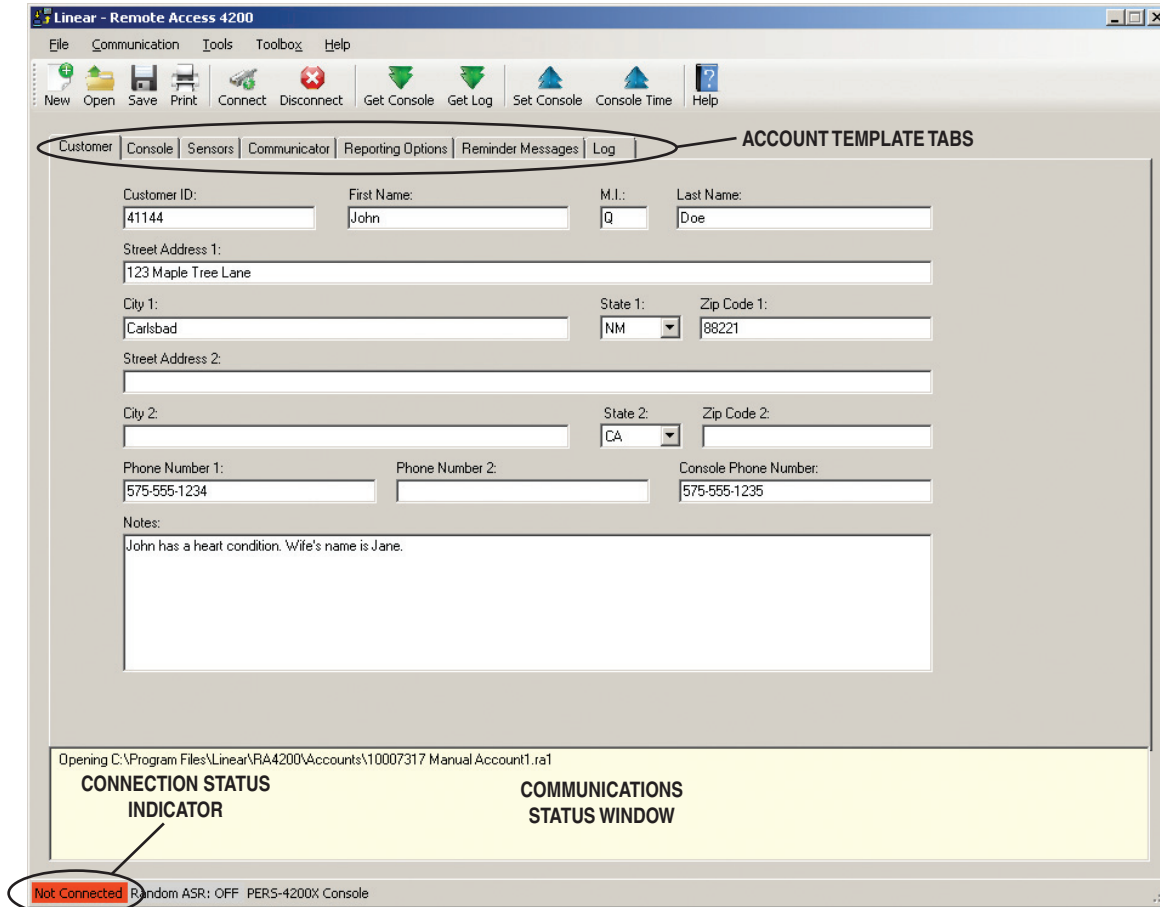 Linear - Remote Access 4200
File Communication Tools Toolbox Help
New Open Save Print Connect Disconnect Get Console Get Log Set Console Console Time Help
Customer Console Sensors Communicator Reporting Options Reminder Messages Log
ACCOUNT TEMPLATE TABS
Customer ID: First Name: M.I.: Last Name:
41144 John Q Doe
Street Address 1:
123 Maple Tree Lane
City 1: State 1: Zip Code 1:
Carlsbad NM 88221
Street Address 2:
City 2: State 2: Zip Code 2:
CA
Phone Number 1: Phone Number 2: Console Phone Number:
575-555-1234 575-555-1235
Notes:
John has a heart condition. Wife's name is Jane.
Opening C:\Program Files\Linear\RA4200\Accounts\10007317 Manual Account1.ra1
CONNECTION STATUS
INDICATOR
COMMUNICATIONS
STATUS WINDOW
Not Connected Random ASR: OFF PERS-4200X Console